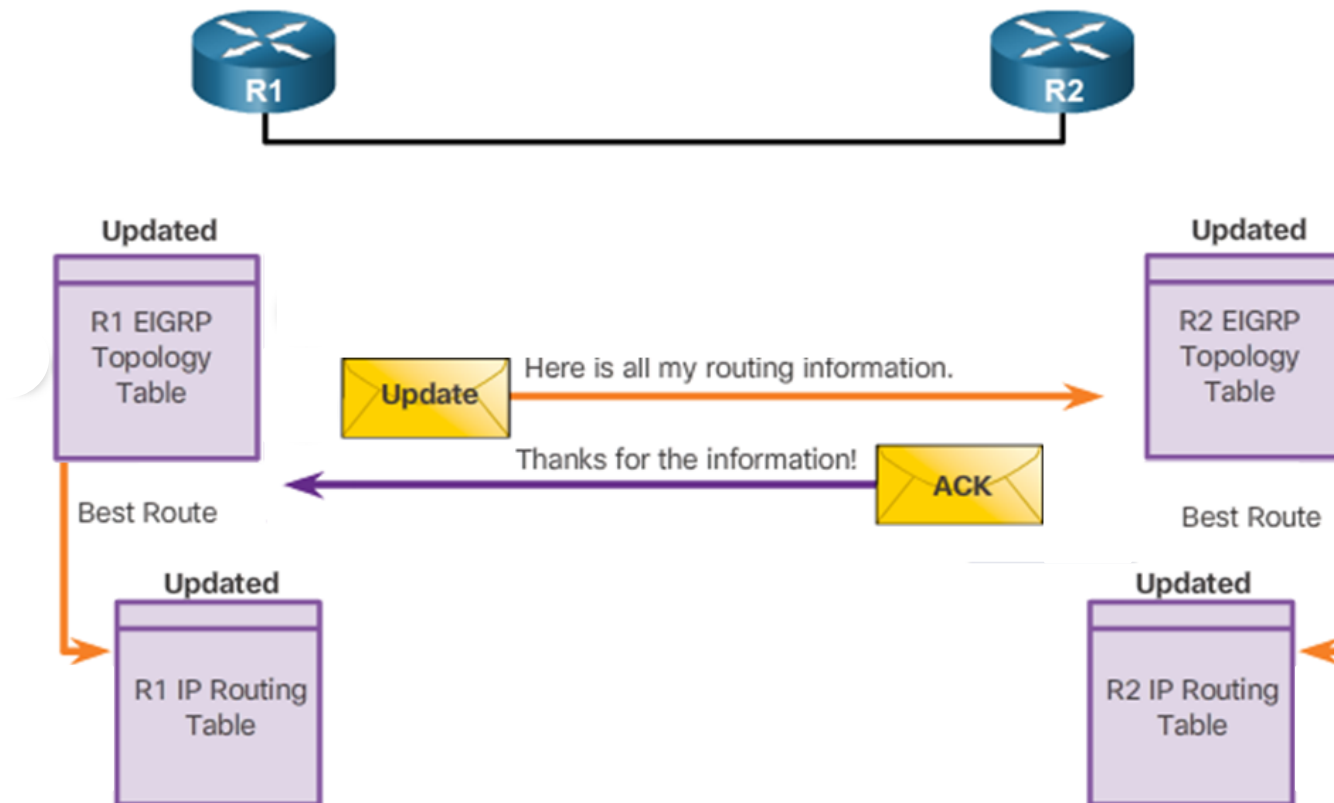 R1
R2
Updated
Updated
R1 EIGRP
Topology
Table
R2 EIGRP
Topology
Table
Update
Here is all my routing information.
Thanks for the information!
ACK
Best Route
Best Route
Updated
Updated
R1 IP Routing
Table
R2 IP Routing
Table